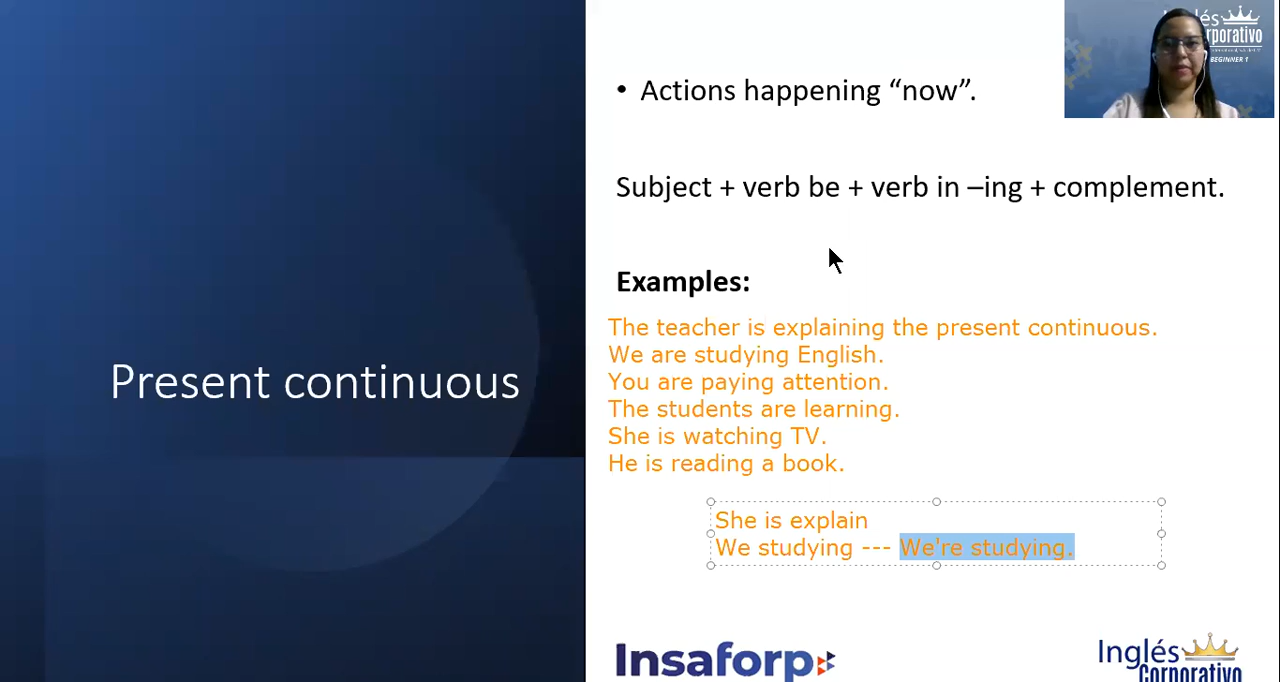 Present continuous
• Actions happening “now”.
Subject + verb be + verb in –ing + complement.
Examples:
The teacher is explaining the present continuous.
We are studying English.
You are paying attention.
The students are learning.
She is watching TV.
He is reading a book.
She is explain
We studying --- We're studying.
Insaforp
Inglés
Corporativo
BEGINNER 1